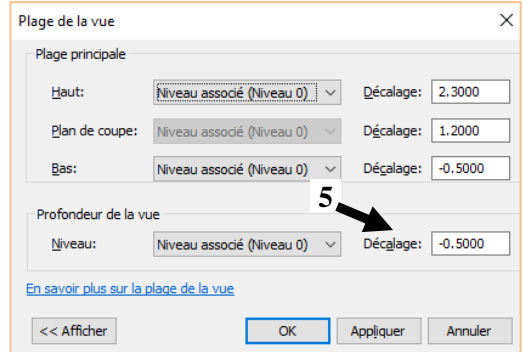 Plage de la vue
Plage principale
Haut: Niveau associé (Niveau 0) Décalage: 2.3000
Plan de coupe: Niveau associé (Niveau 0) Décalage: 1.2000
Bas: Niveau associé (Niveau 0) Décalage: -0.5000
5
Profondeur de la vue
Niveau: Niveau associé (Niveau 0) Décalage: -0.5000
En savoir plus sur la plage de la vue
<< Afficher OK Appliquer Annuler